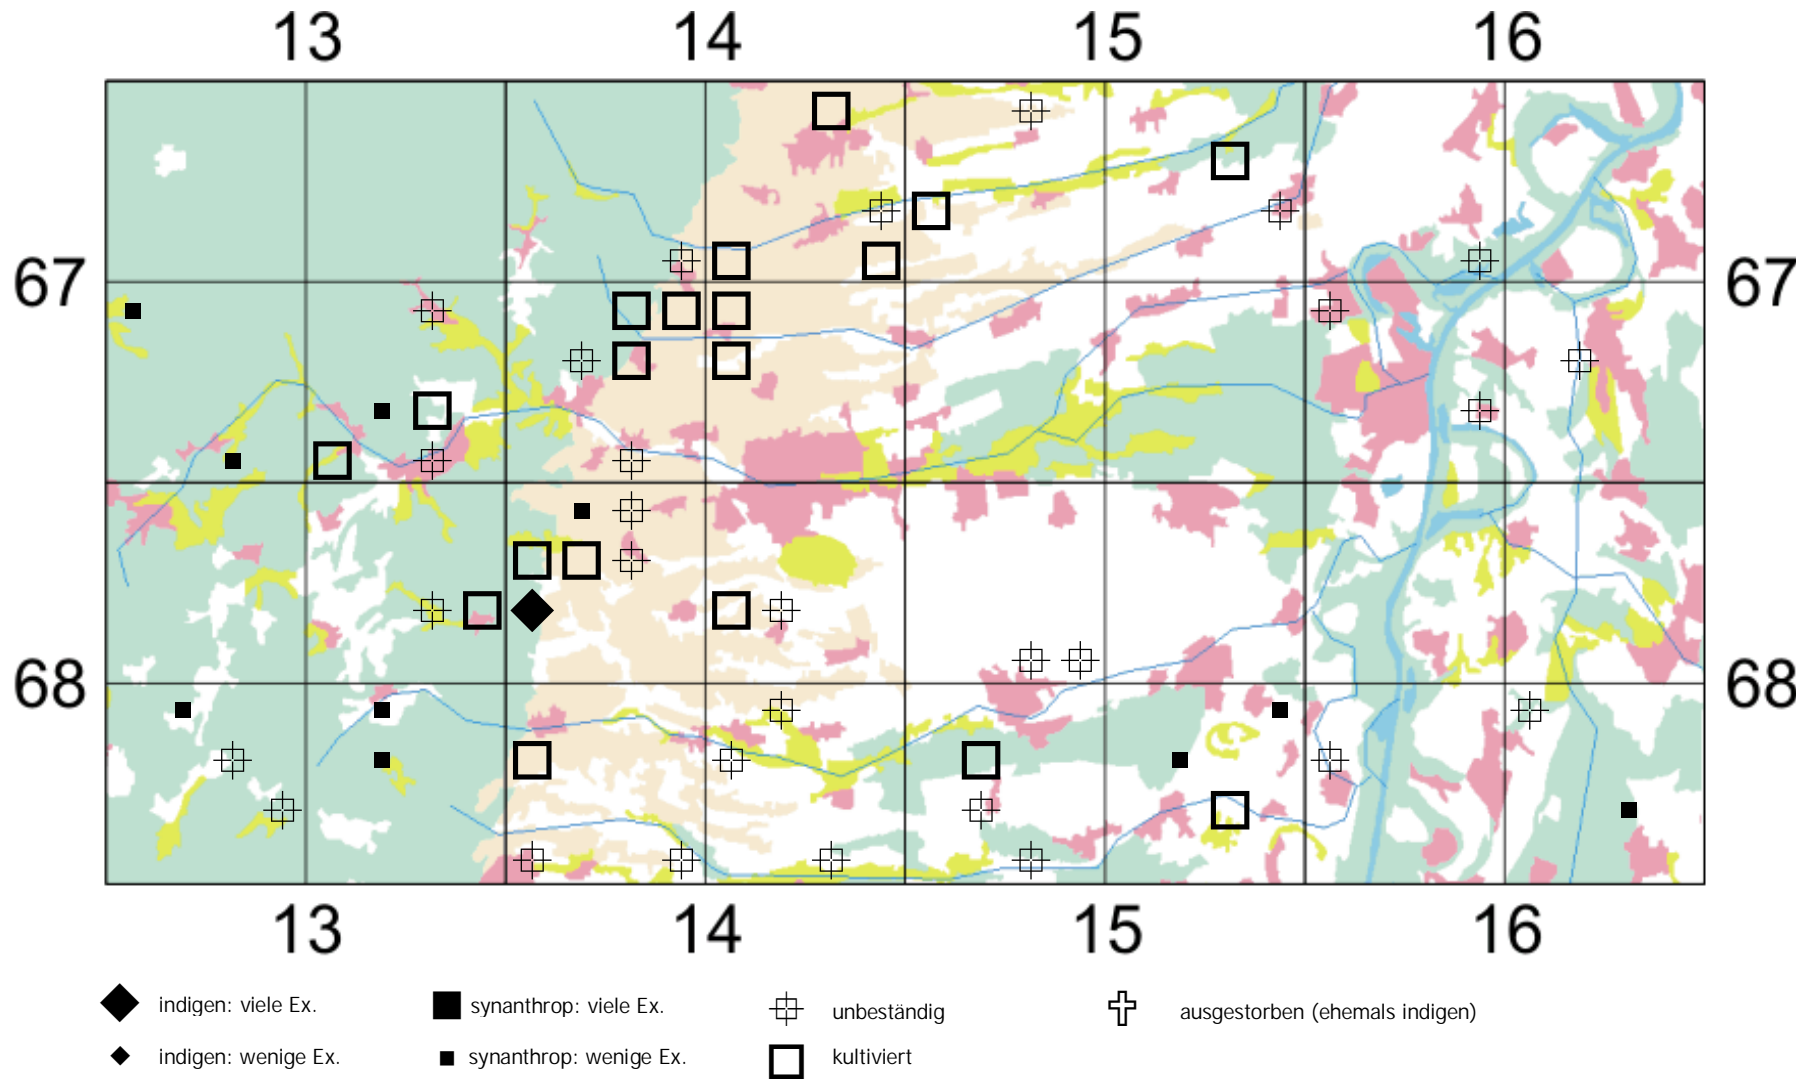 13 14 15 16
67 67
68 68
13 14 15 16
indigen: viele Ex. synanthrop: viele Ex. unbeständig ausgestorben (ehemals indigen)
indigen: wenige Ex. synanthrop: wenige Ex. kultiviert